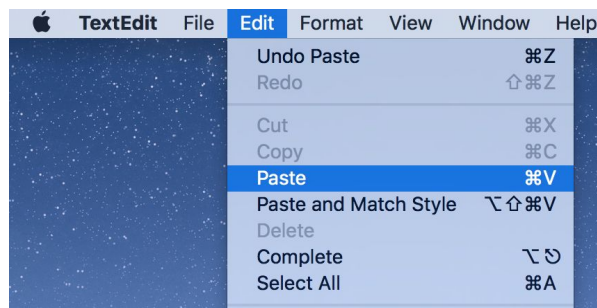 TextEdit File Edit Format View Window Help
Undo Paste ⌘Z
Redo ⇧⌘Z
Cut ⌘X
Copy ⌘C
Paste ⌘V
Paste and Match Style ⌥⇧⌘V
Delete
Complete ⌥⎋
Select All ⌘A